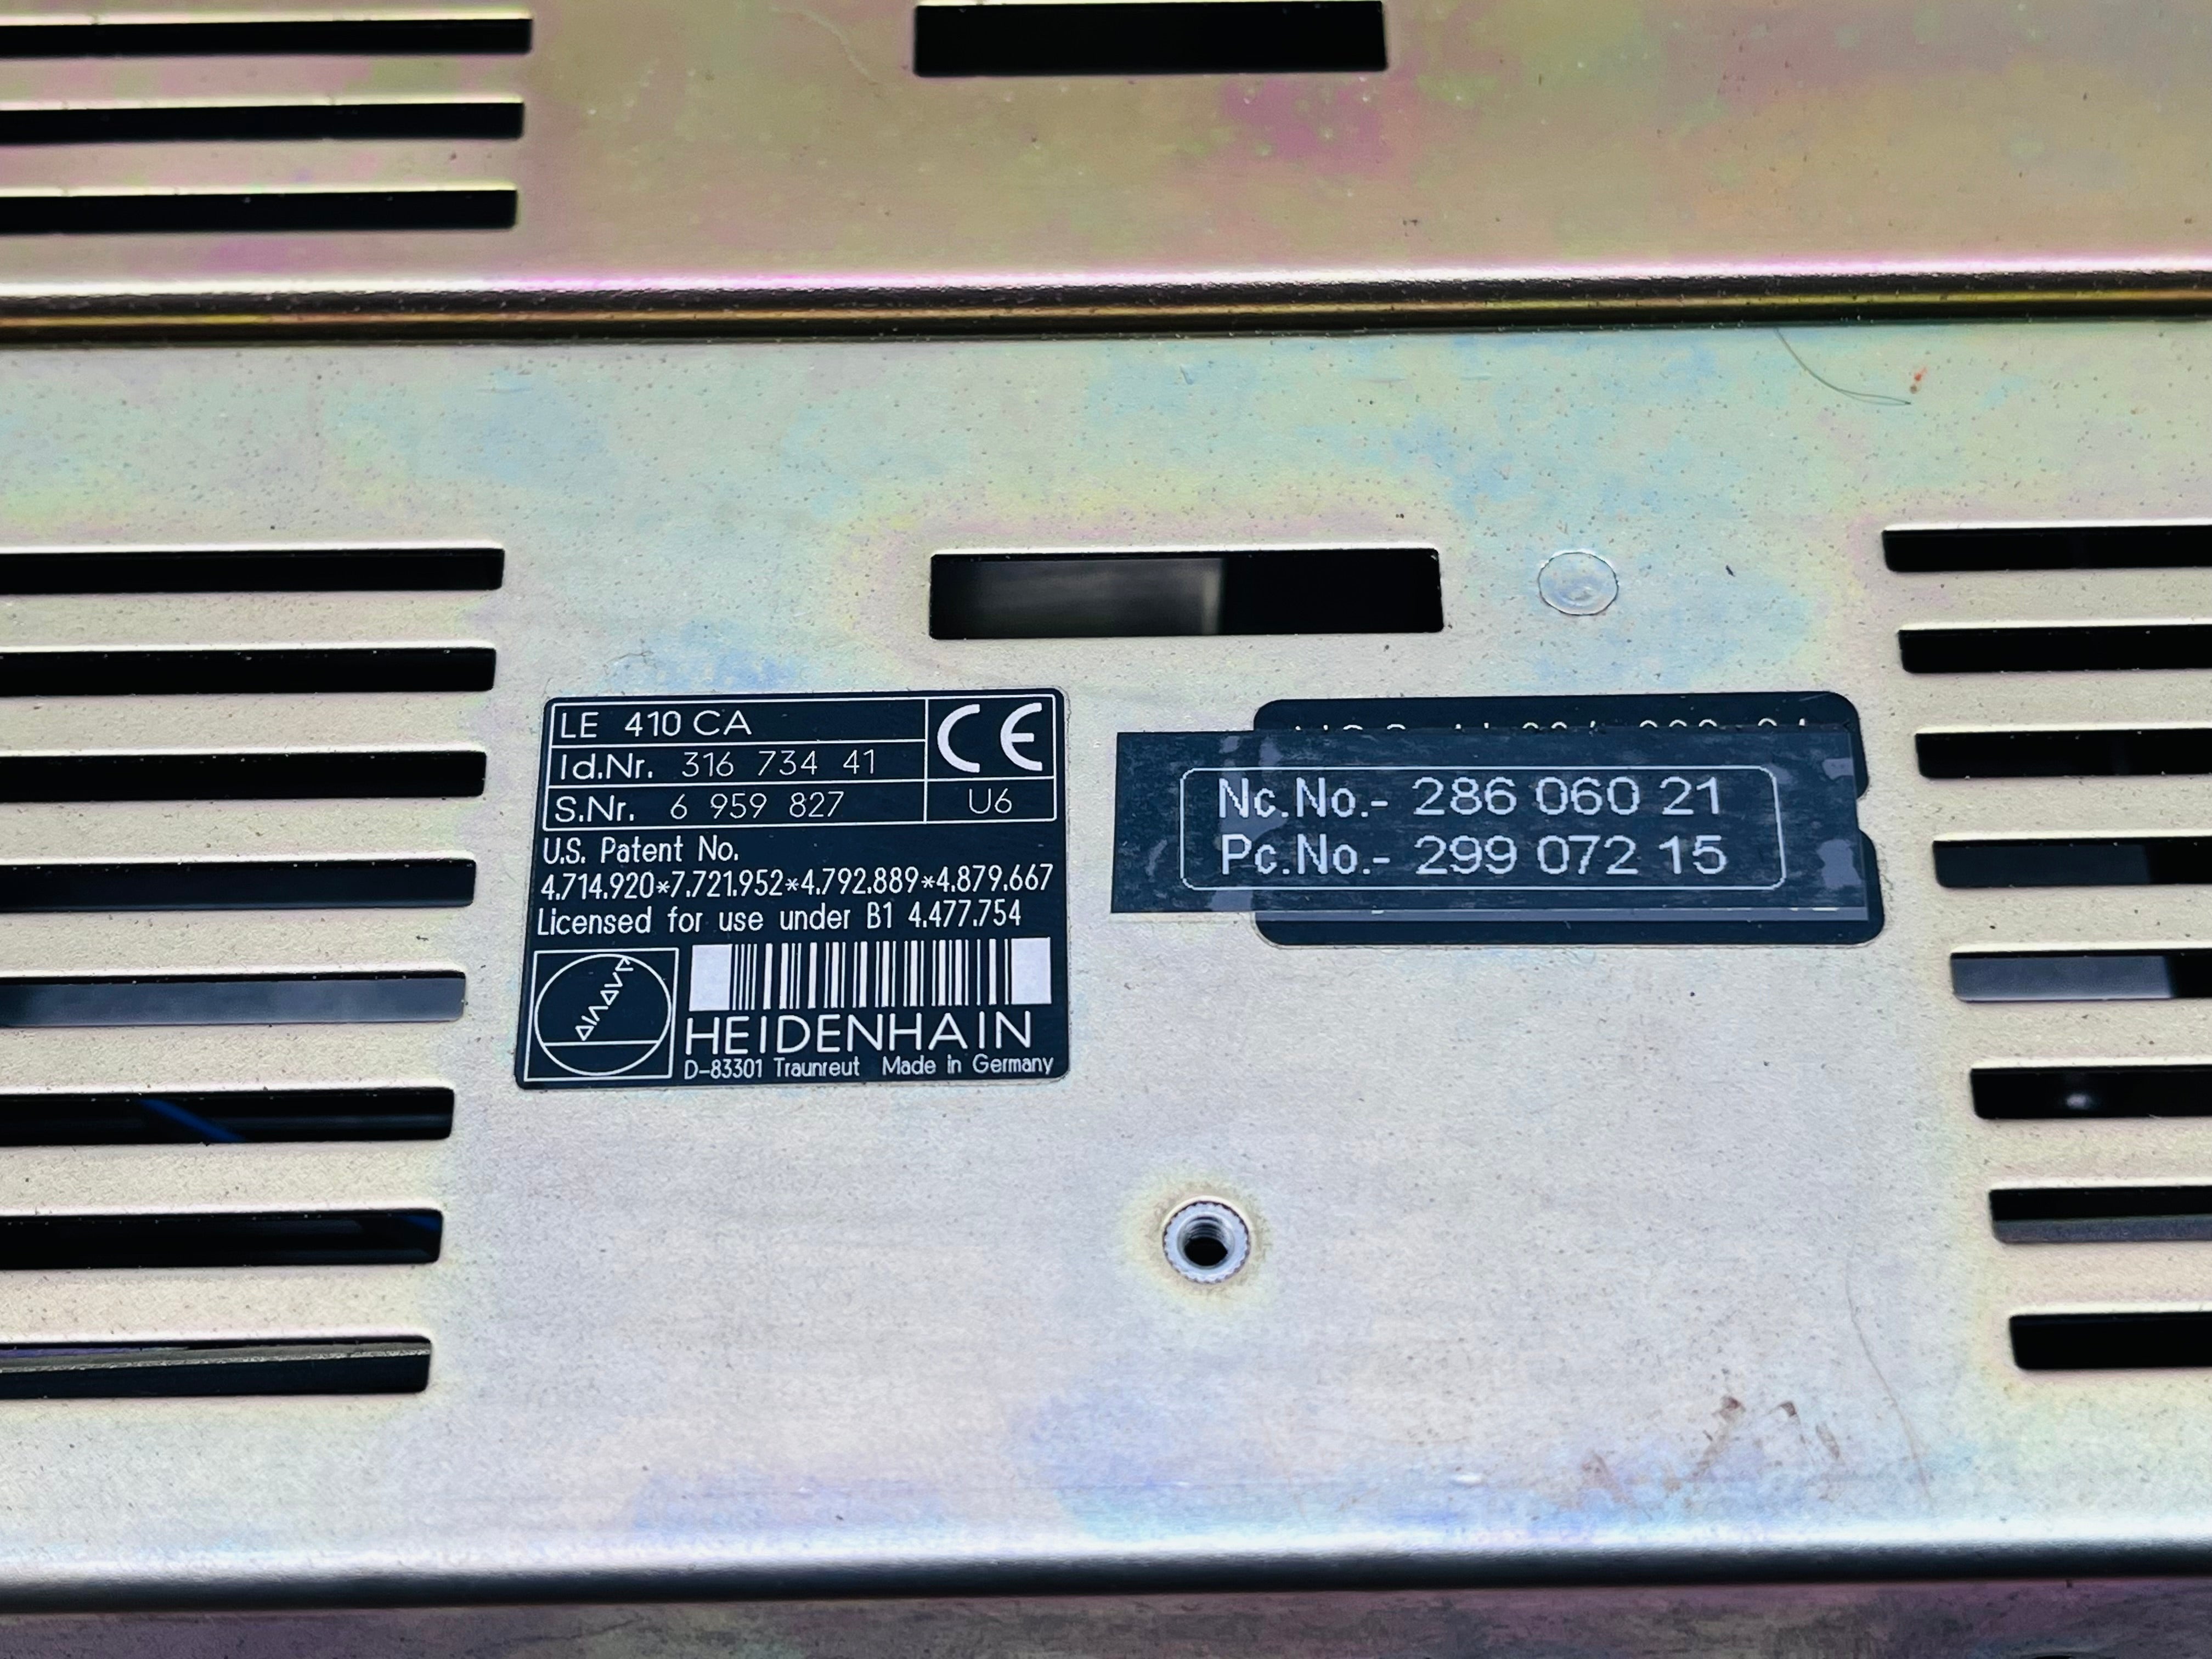 LE 410 CA
CE
Id.Nr. 316 734 41
S.Nr. 6 959 827
U6
U.S. Patent No.
4.714.920*7.721.952*4.792.889*4.879.667
Licensed for use under B1 4.477.754
HEIDENHAIN
D-83301 Traunreut Made in Germany
Nc.No.- 286 060 21
Pc.No.- 299 072 15